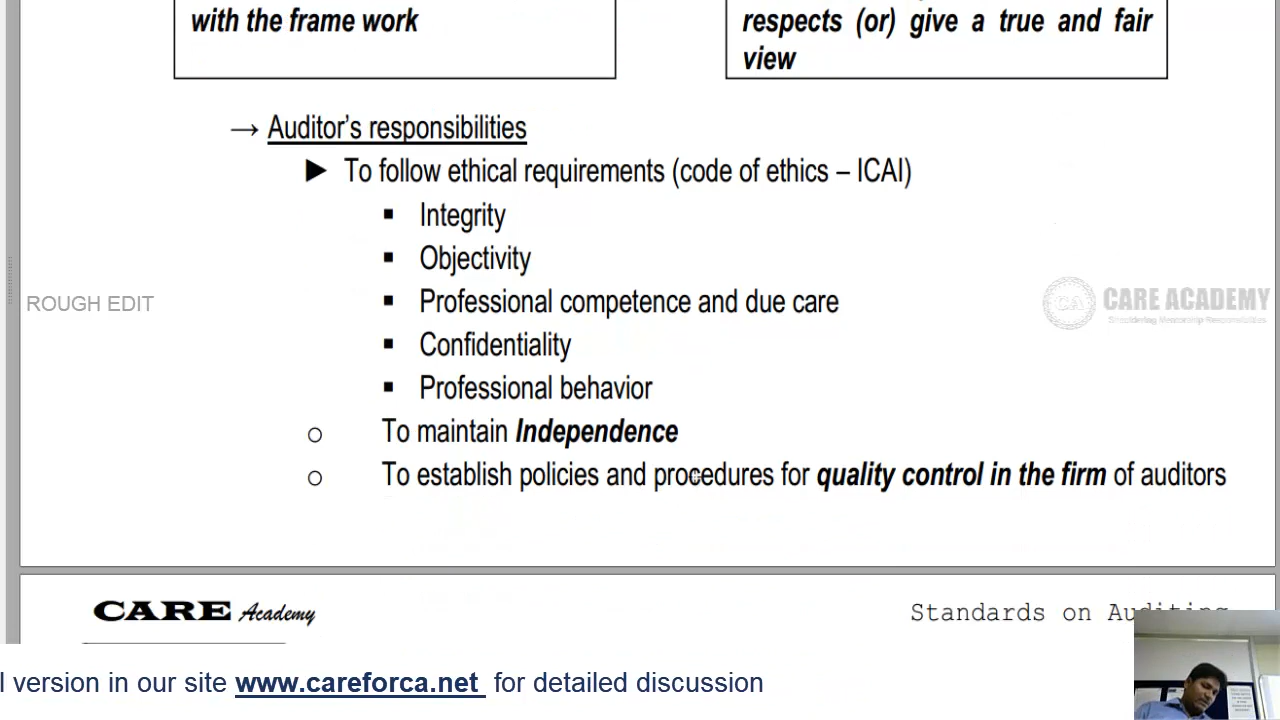 with the frame work
respects (or) give a true and fair
view
→ Auditor's responsibilities
► To follow ethical requirements (code of ethics – ICAI)
▪ Integrity
▪ Objectivity
ROUGH EDIT
▪ Professional competence and due care
CARE ACADEMY
Shouldering Mentorship Responsibilities
▪ Confidentiality
▪ Professional behavior
o To maintain Independence
o To establish policies and procedures for quality control in the firm of auditors
CARE Academy
Standards on Auditing
l version in our site www.careforca.net for detailed discussion